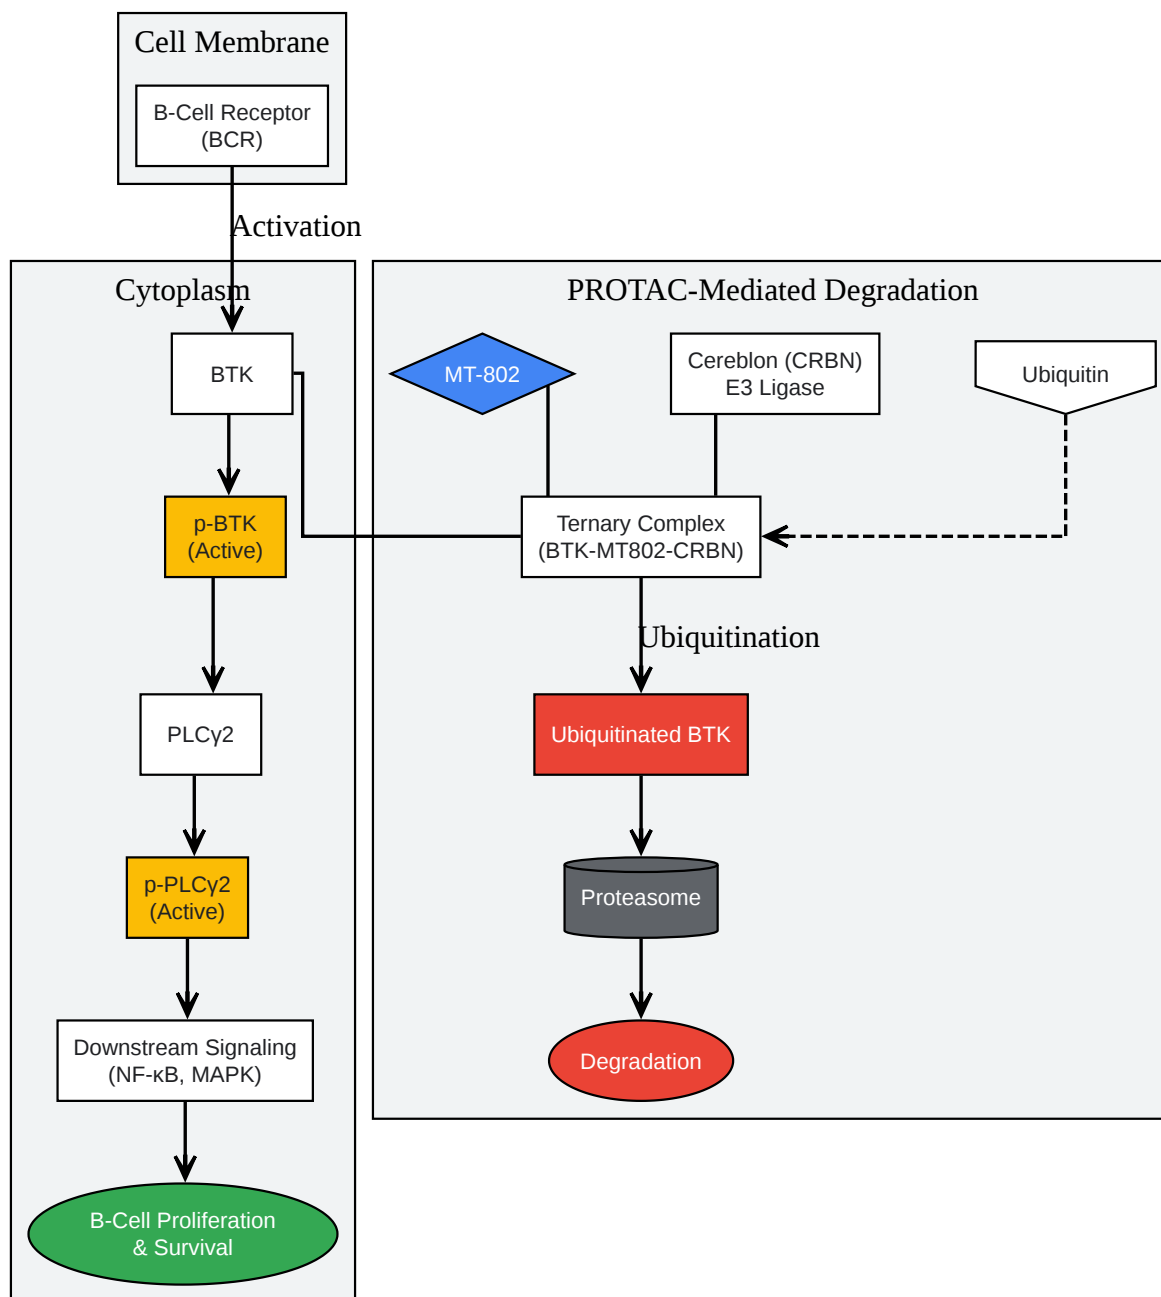 Cell Membrane
B-Cell Receptor
(BCR)
Activation
Cytoplasm
BTK
p-BTK
(Active)
PLCγ2
p-PLCγ2
(Active)
Downstream Signaling
(NF-κB, MAPK)
B-Cell Proliferation
& Survival
PROTAC-Mediated Degradation
MT-802
Cereblon (CRBN)
E3 Ligase
Ubiquitin
Ternary Complex
(BTK-MT802-CRBN)
Ubiquitination
Ubiquitinated BTK
Proteasome
Degradation